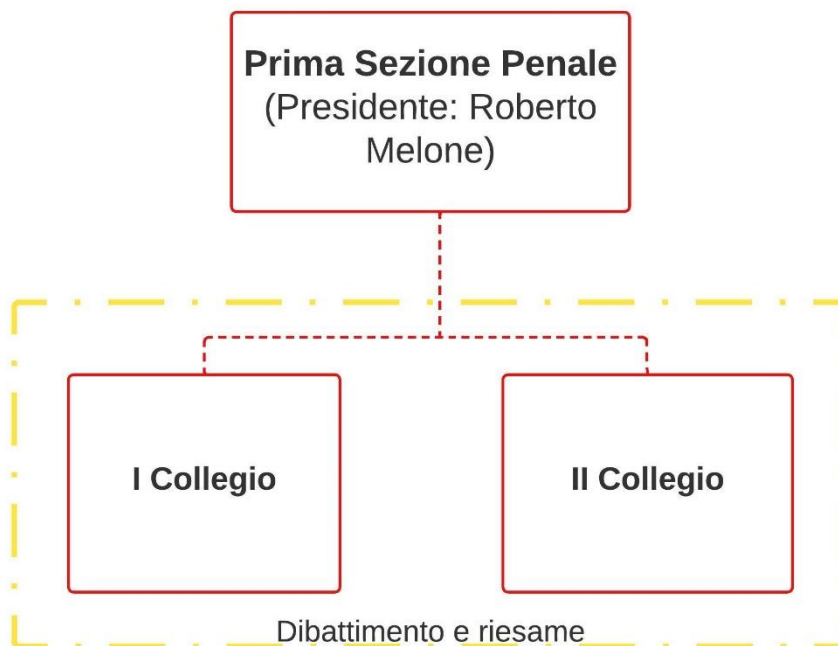 Prima Sezione Penale
(Presidente: Roberto
Melone)
I Collegio
II Collegio
Dibattimento e riesame